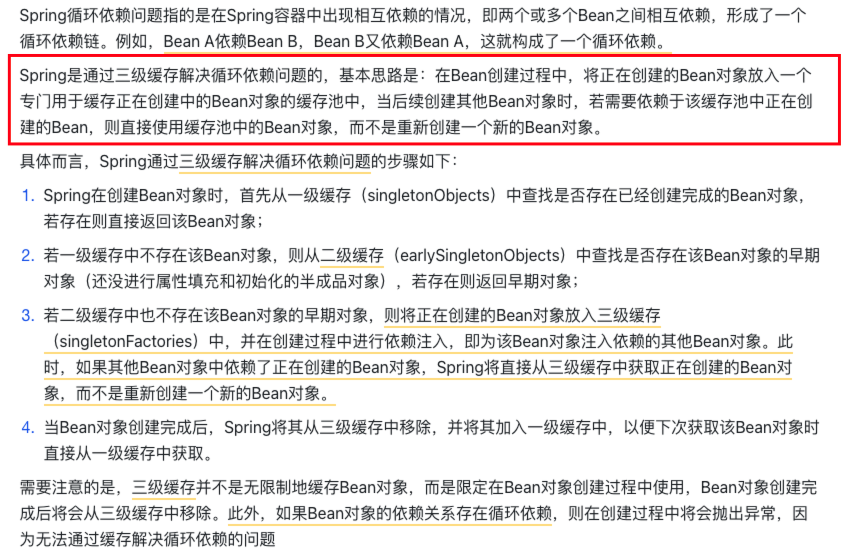 Spring循环依赖问题指的是在Spring容器中出现相互依赖的情况，即两个或多个Bean之间相互依赖，形成了一个
循环依赖链。例如，Bean A依赖Bean B，Bean B又依赖Bean A，这就构成了一个循环依赖。
Spring是通过三级缓存解决循环依赖问题的，基本思路是：在Bean创建过程中，将正在创建的Bean对象放入一个
专门用于缓存正在创建中的Bean对象的缓存池中，当后续创建其他Bean对象时，若需要依赖于该缓存池中正在创
建的Bean，则直接使用缓存池中的Bean对象，而不是重新创建一个新的Bean对象。
具体而言，Spring通过三级缓存解决循环依赖问题的步骤如下：
1. Spring在创建Bean对象时，首先从一级缓存（singletonObjects）中查找是否存在已经创建完成的Bean对象，
若存在则直接返回该Bean对象；
2. 若一级缓存中不存在该Bean对象，则从二级缓存（earlySingletonObjects）中查找是否存在该Bean对象的早期
对象（还没进行属性填充和初始化的半成品对象），若存在则返回早期对象；
3. 若二级缓存中也不存在该Bean对象的早期对象，则将正在创建的Bean对象放入三级缓存
（singletonFactories）中，并在创建过程中进行依赖注入，即为该Bean对象注入依赖的其他Bean对象。此
时，如果其他Bean对象中依赖了正在创建的Bean对象，Spring将直接从三级缓存中获取正在创建的Bean对
象，而不是重新创建一个新的Bean对象。
4. 当Bean对象创建完成后，Spring将其从三级缓存中移除，并将其加入一级缓存中，以便下次获取该Bean对象时
直接从一级缓存中获取。
需要注意的是，三级缓存并不是无限制地缓存Bean对象，而是限定在Bean对象创建过程中使用，Bean对象创建完
成后将会从三级缓存中移除。此外，如果Bean对象的依赖关系存在循环依赖，则在创建过程中将会抛出异常，因
为无法通过缓存解决循环依赖的问题